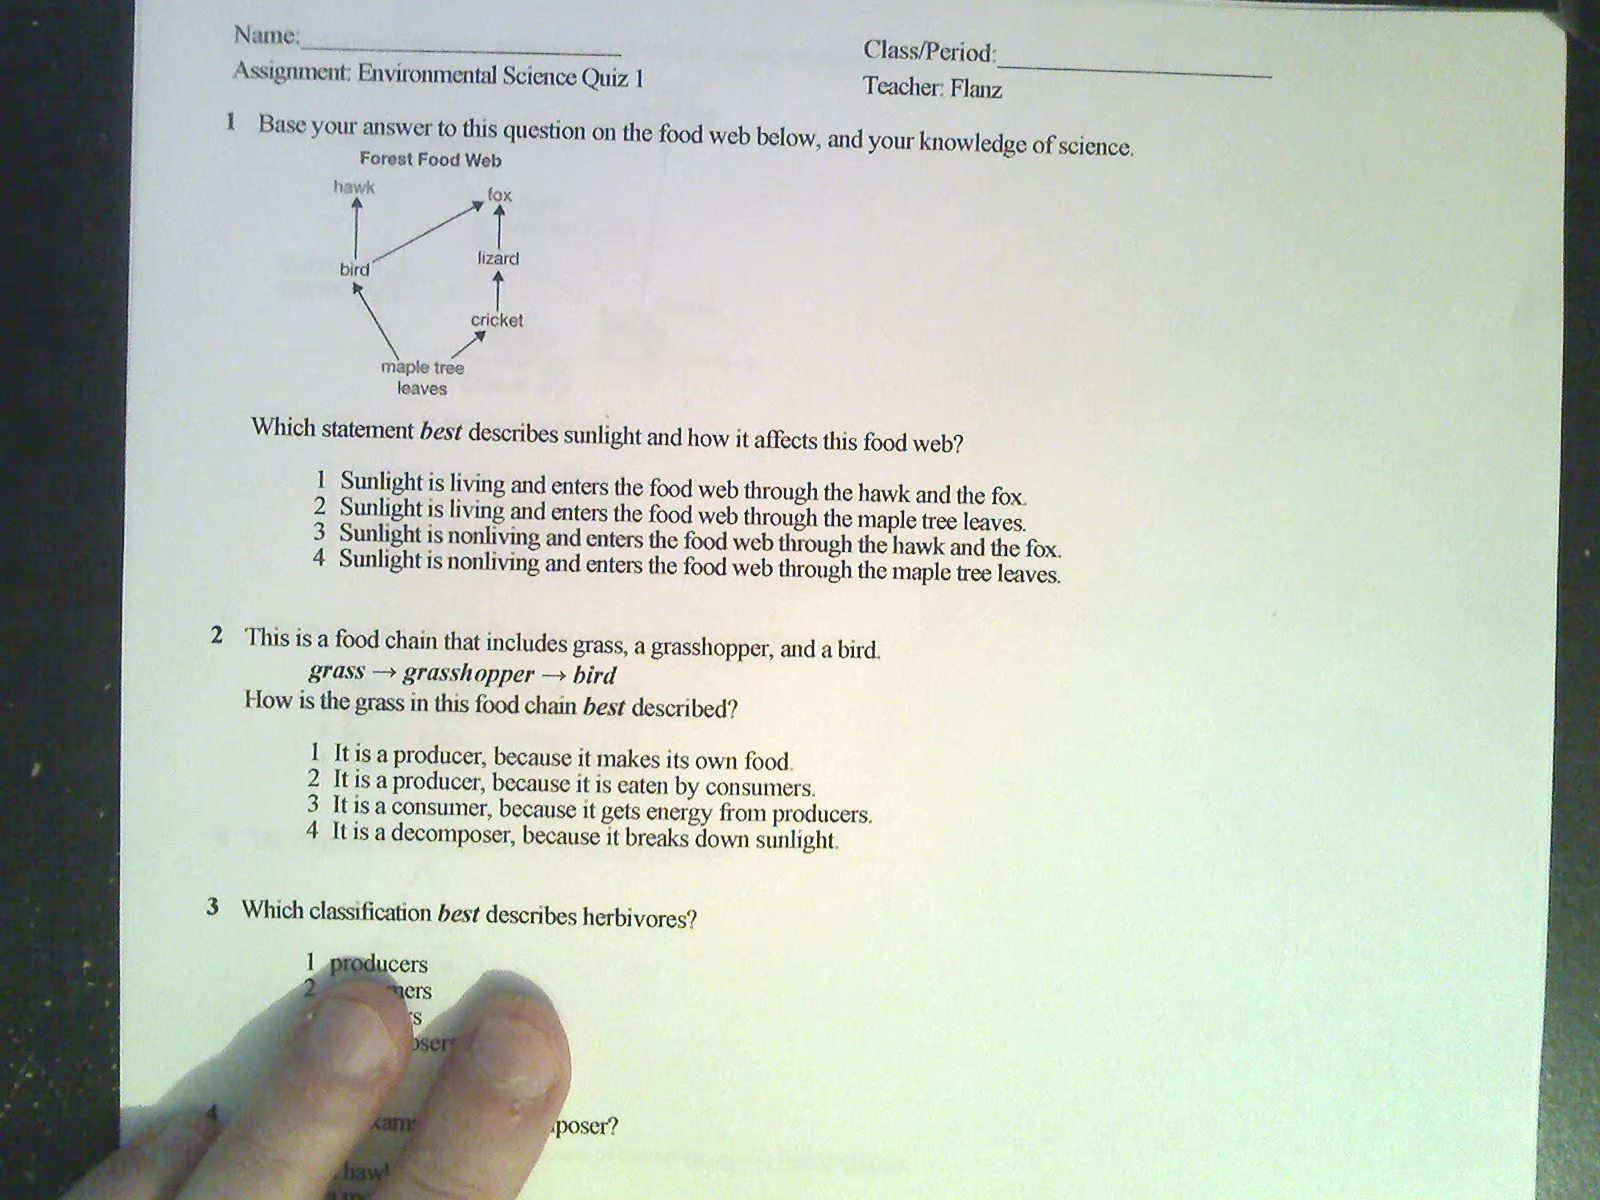 Name:
Class/Period:
Assignment: Environmental Science Quiz 1
Teacher: Flanz
1 Base your answer to this question on the food web below, and your knowledge of science.
Forest Food Web
hawk
fox
bird
lizard
cricket
maple tree
leaves
Which statement best describes sunlight and how it affects this food web?
1 Sunlight is living and enters the food web through the hawk and the fox.
2 Sunlight is living and enters the food web through the maple tree leaves.
3 Sunlight is nonliving and enters the food web through the hawk and the fox.
4 Sunlight is nonliving and enters the food web through the maple tree leaves.
2 This is a food chain that includes grass, a grasshopper, and a bird.
grass → grasshopper → bird
How is the grass in this food chain best described?
1 It is a producer, because it makes its own food.
2 It is a producer, because it is eaten by consumers.
3 It is a consumer, because it gets energy from producers.
4 It is a decomposer, because it breaks down sunlight.
3 Which classification best describes herbivores?
1 producers
2
4